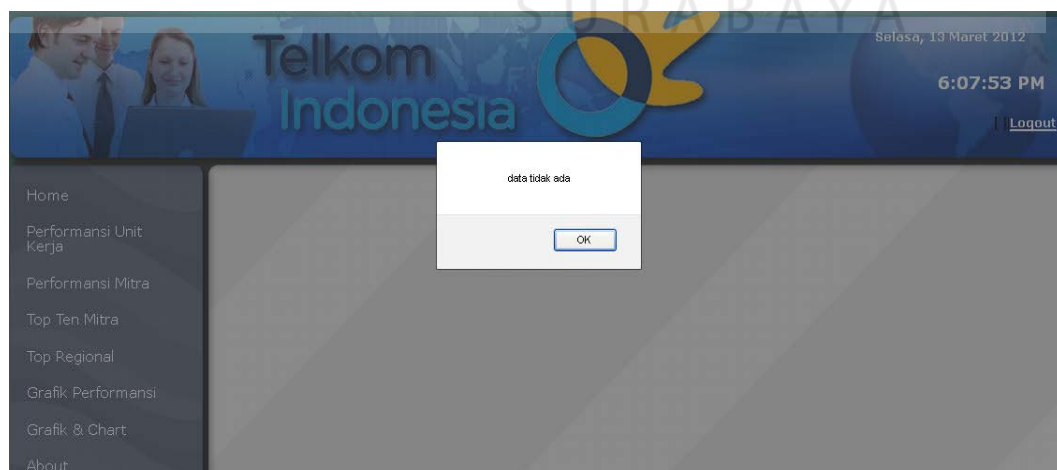 SURABAYA
Selasa, 13 Maret 2012
Telkom
Indonesia
6:07:53 PM
| | Logout
data tidak ada
OK
Home
Performansi Unit
Kerja
Performansi Mitra
Top Ten Mitra
Top Regional
Grafik Performansi
Grafik & Chart
About